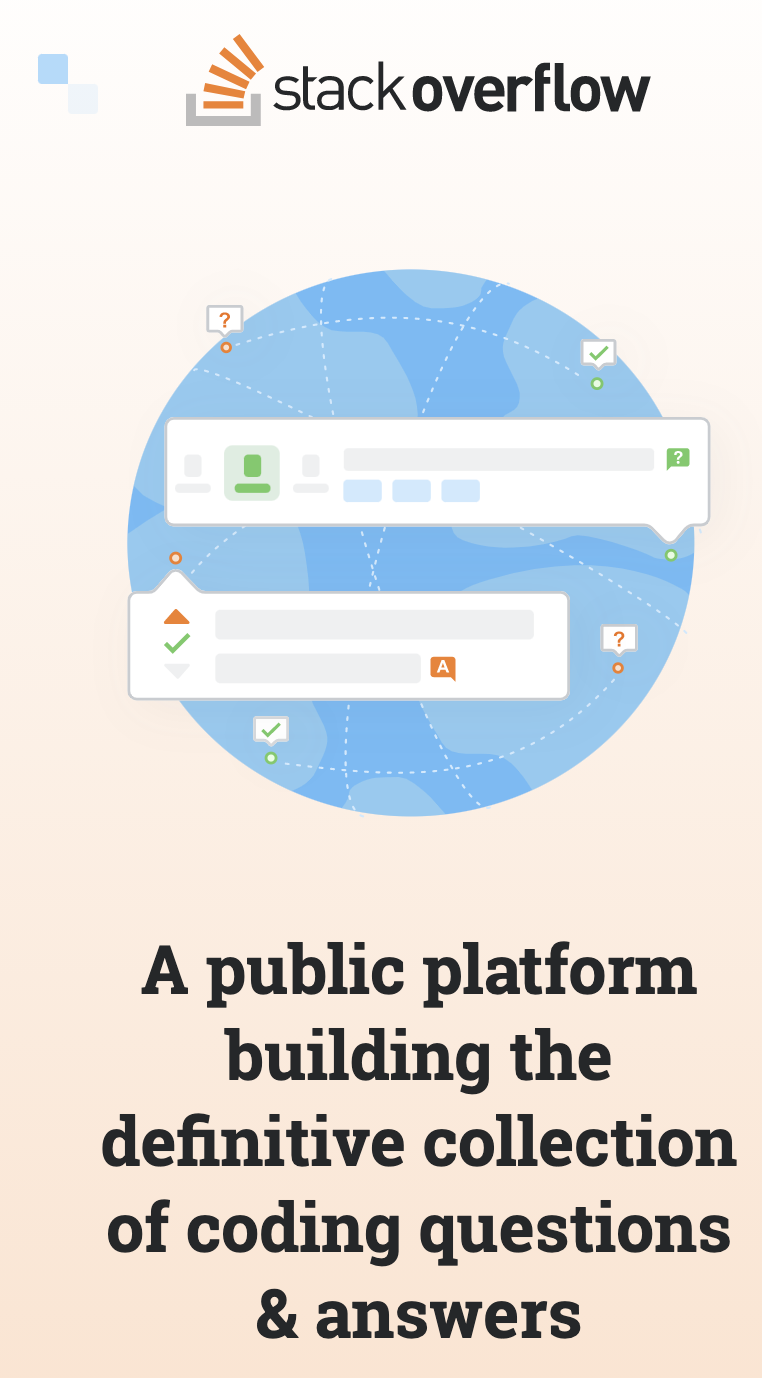 stackoverflow
?
?
A
?
A public platform
building the
definitive collection
of coding questions
& answers